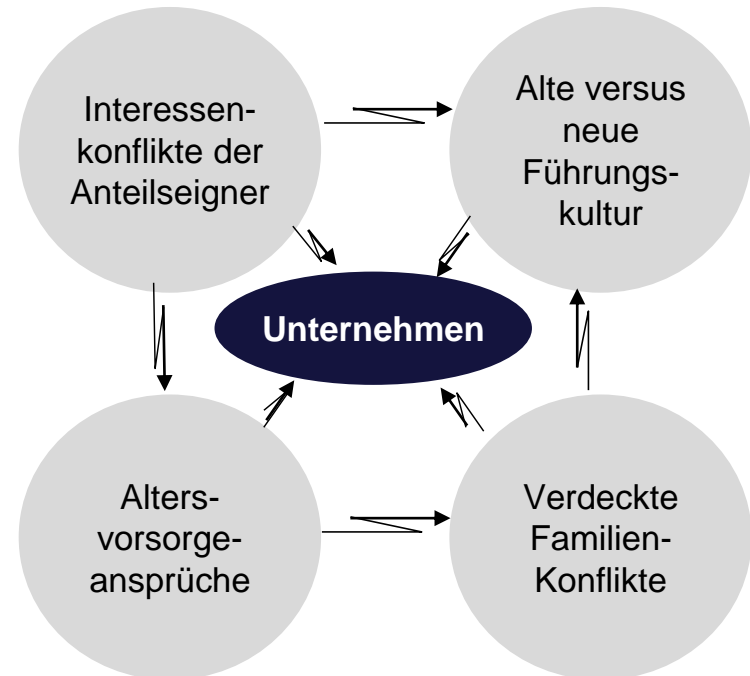 Interessen-
konflikte der
Anteilseigner
Alte versus
neue
Führungs-
kultur
Unternehmen
Alters-
vorsorge-
ansprüche
Verdeckte
Familien-
Konflikte